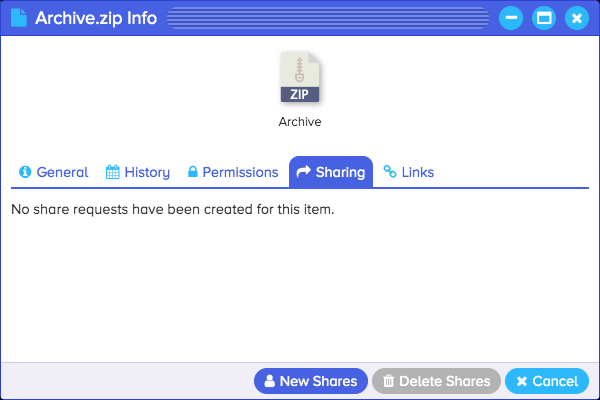 Archive.zip Info
ZIP
Archive
General History Permissions Sharing Links
No share requests have been created for this item.
New Shares Delete Shares Cancel